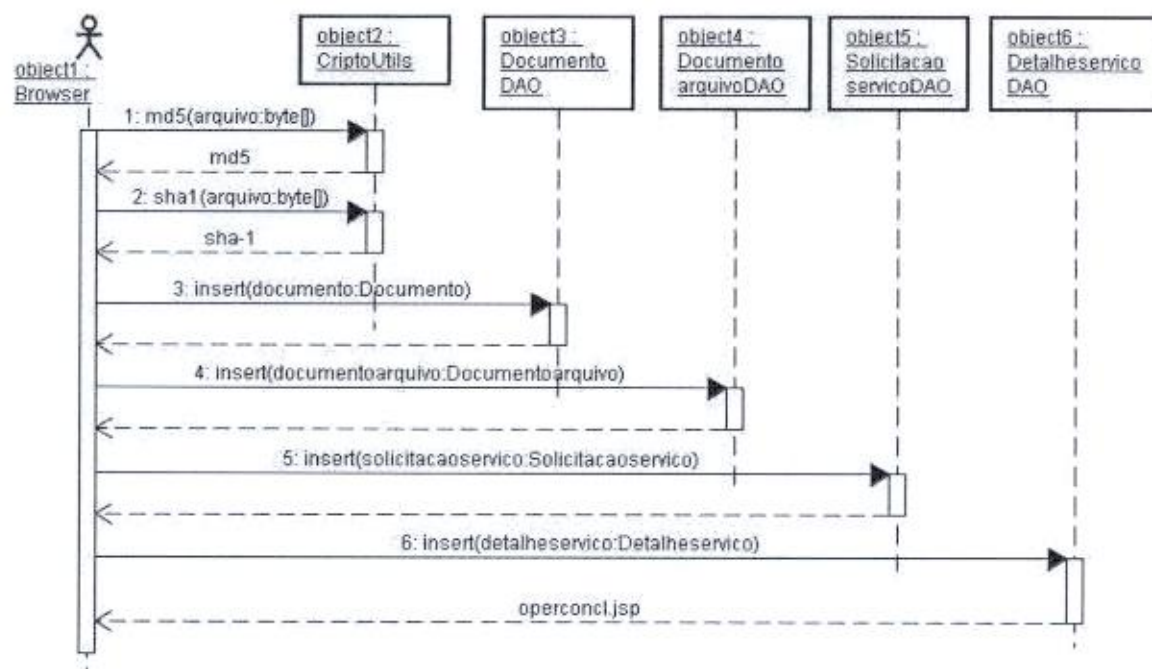 object1 :
Browser
object2 :
CriptoUtils
object3 :
Documento
DAO
object4 :
Documento
arquivoDAO
object5 :
Solicitacao
servicoDAO
object6 :
Detalheservico
DAO
1: md5(arquivo:byte[])
md5
2: sha1(arquivo:byte[])
sha-1
3: insert(documento:Documento)
4: insert(documentoarquivo:Documentoarquivo)
5: insert(solicitacaoservico:Solicitacaoservico)
6: insert(detalheservico:Detalheservico)
operconcl.jsp